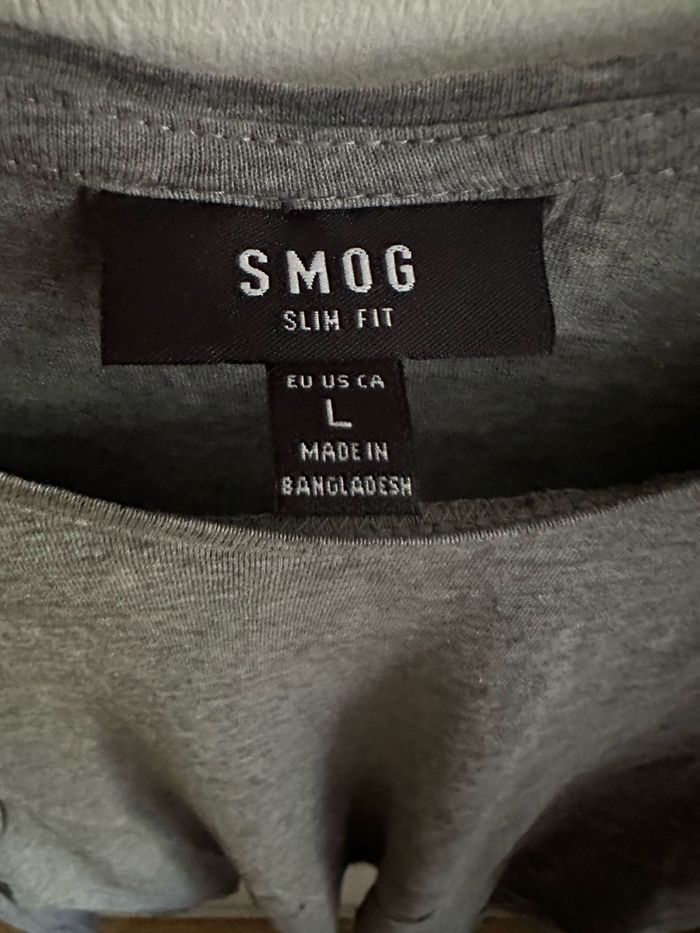 SMOG
SLIM FIT
EU US CA
L
MADE IN
BANGLADESH